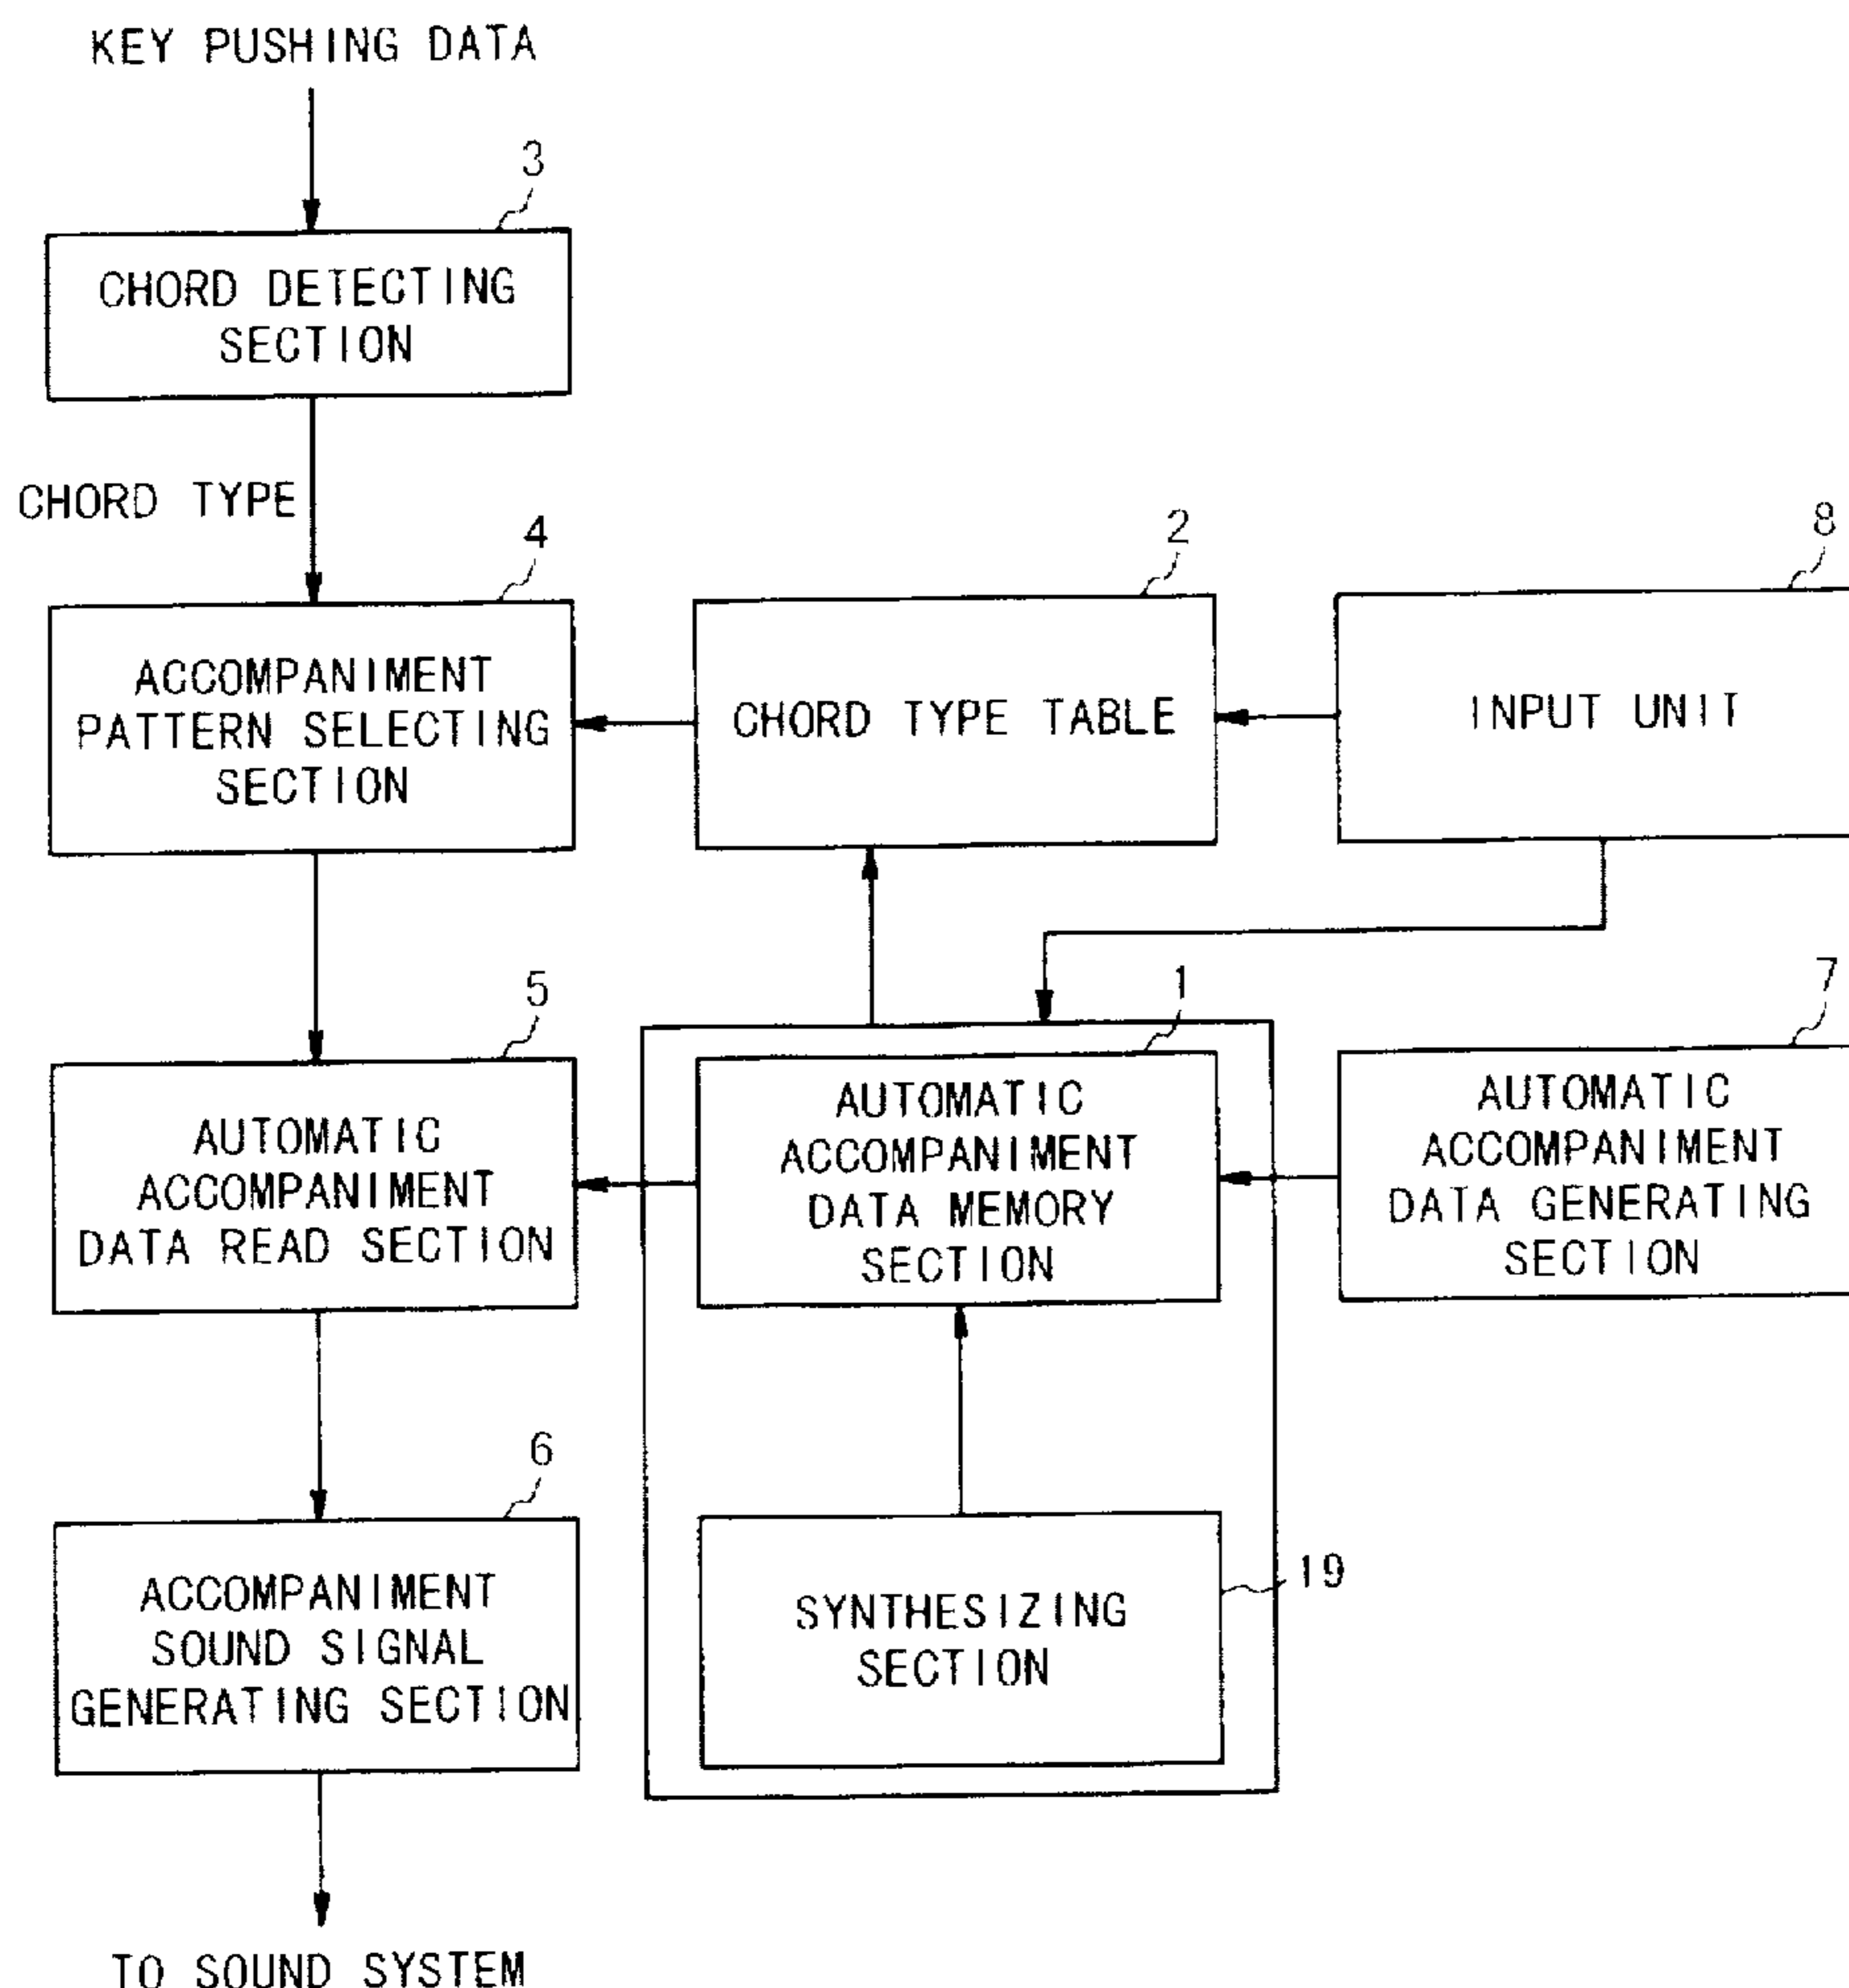 KEY PUSHING DATA
3
CHORD DETECTING
SECTION
CHORD TYPE
4
ACCOMPANIMENT
PATTERN SELECTING
SECTION
2
CHORD TYPE TABLE
8
INPUT UNIT
5
AUTOMATIC
ACCOMPANIMENT
DATA READ SECTION
1
AUTOMATIC
ACCOMPANIMENT
DATA MEMORY
SECTION
7
AUTOMATIC
ACCOMPANIMENT
DATA GENERATING
SECTION
6
ACCOMPANIMENT
SOUND SIGNAL
GENERATING SECTION
19
SYNTHESIZING
SECTION
TO SOUND SYSTEM